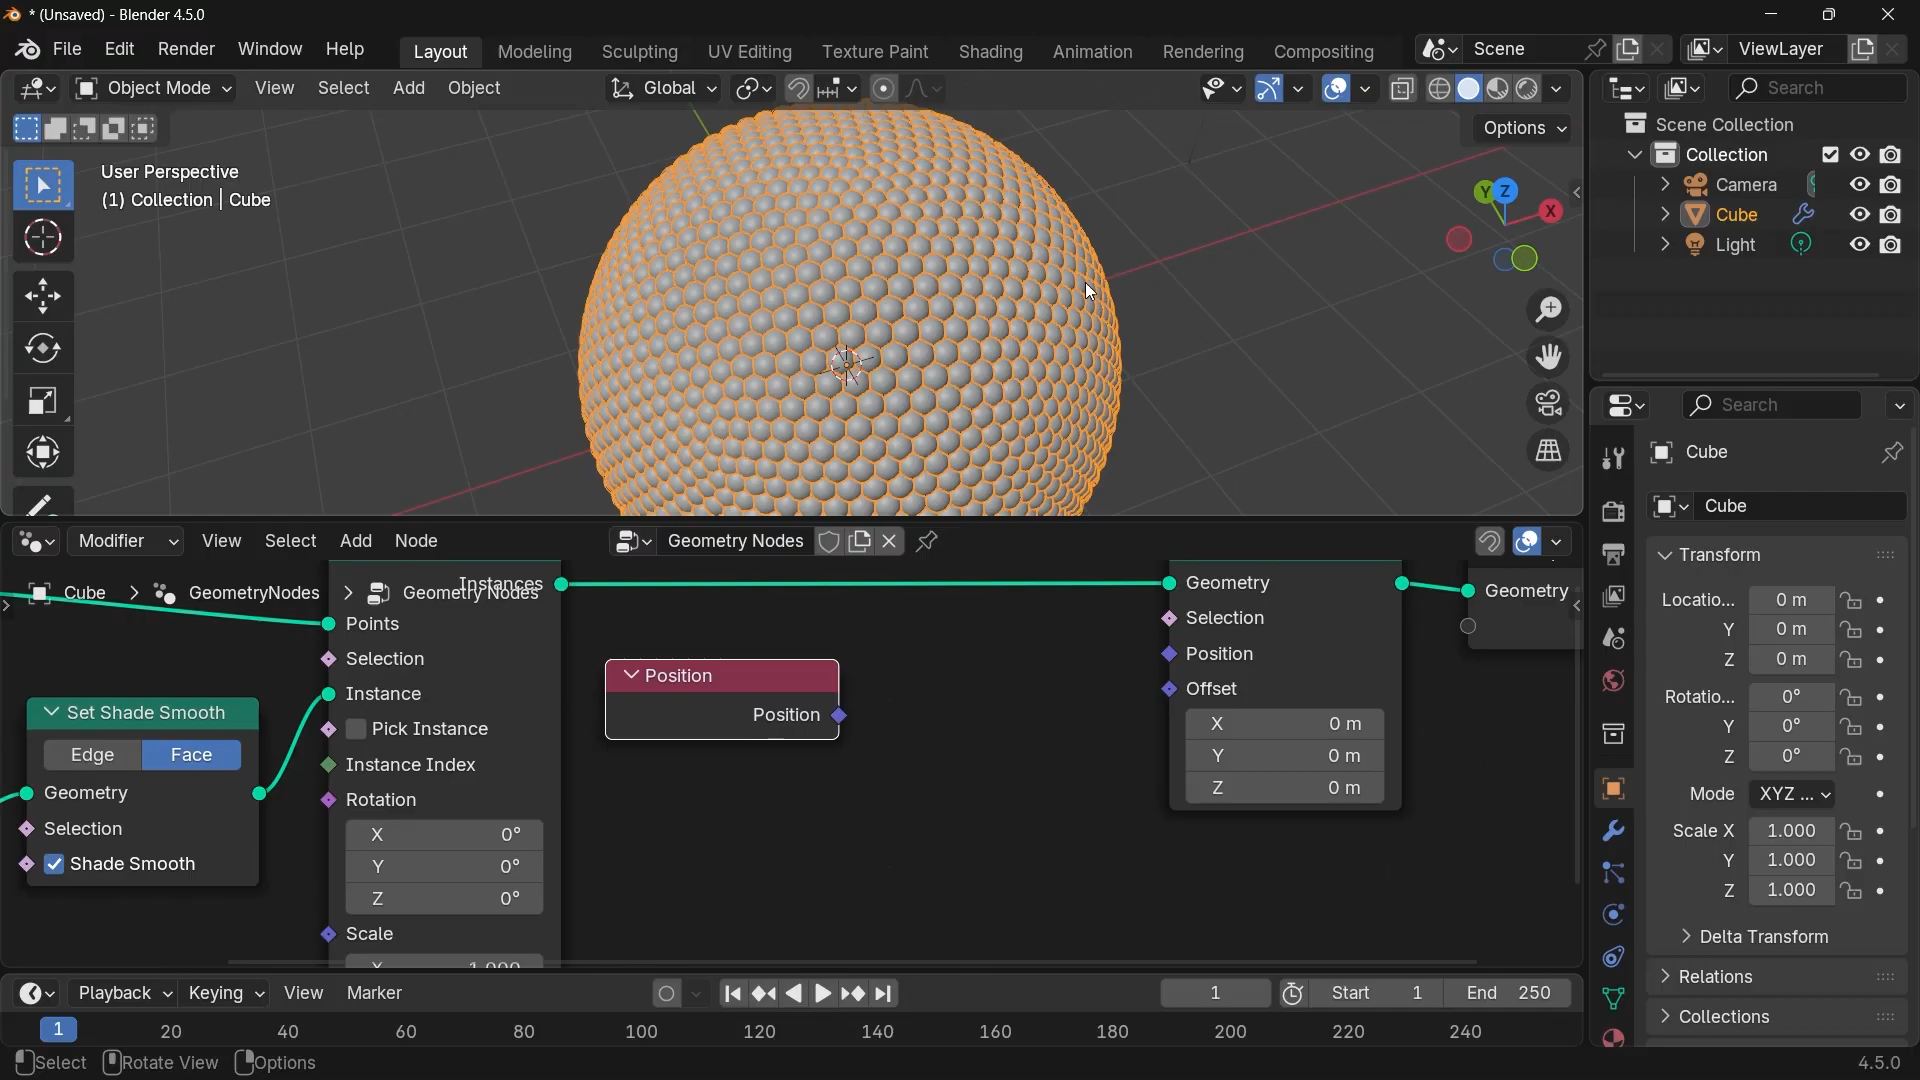 * (Unsaved) - Blender 4.5.0
File Edit Render Window Help Layout Modeling Sculpting UV Editing Texture Paint Shading Animation Rendering Compositing Scene ViewLayer
Object Mode View Select Add Object Global Search
Options
User Perspective
(1) Collection | Cube
Z
Y
X
Scene Collection
Collection
Camera
Cube
Light
Search
Cube
Cube
Transform
Locatio... 0 m
Y 0 m
Z 0 m
Rotatio... 0°
Y 0°
Z 0°
Mode XYZ ...
Scale X 1.000
Y 1.000
Z 1.000
Delta Transform
Relations
Collections
Modifier View Select Add Node Geometry Nodes
Cube > GeometryNodes > Geometry Nodes
Instances
Points
Selection
Instance
Pick Instance
Instance Index
Rotation
X 0°
Y 0°
Z 0°
Scale
X 1.000
Set Shade Smooth
Edge Face
Geometry
Selection
Shade Smooth
Position
Position
Geometry
Selection
Position
Offset
X 0 m
Y 0 m
Z 0 m
Geometry
Playback Keying View Marker 1 Start 1 End 250
1 20 40 60 80 100 120 140 160 180 200 220 240
Select Rotate View Options 4.5.0